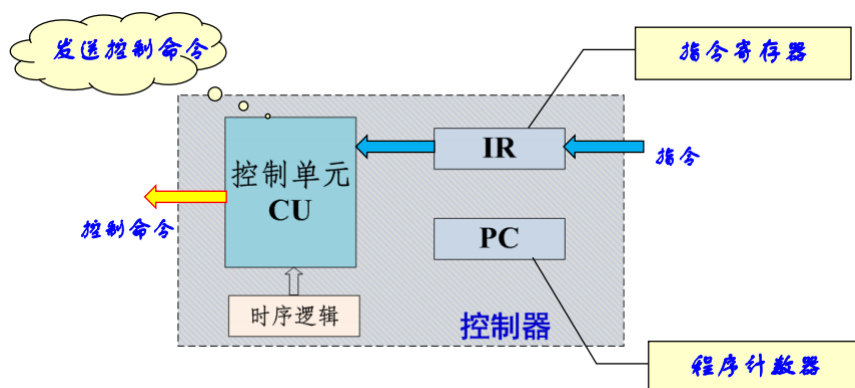 发送控制命令
指令寄存器
控制单元
CU
IR
指令
控制命令
PC
时序逻辑
控制器
程序计数器